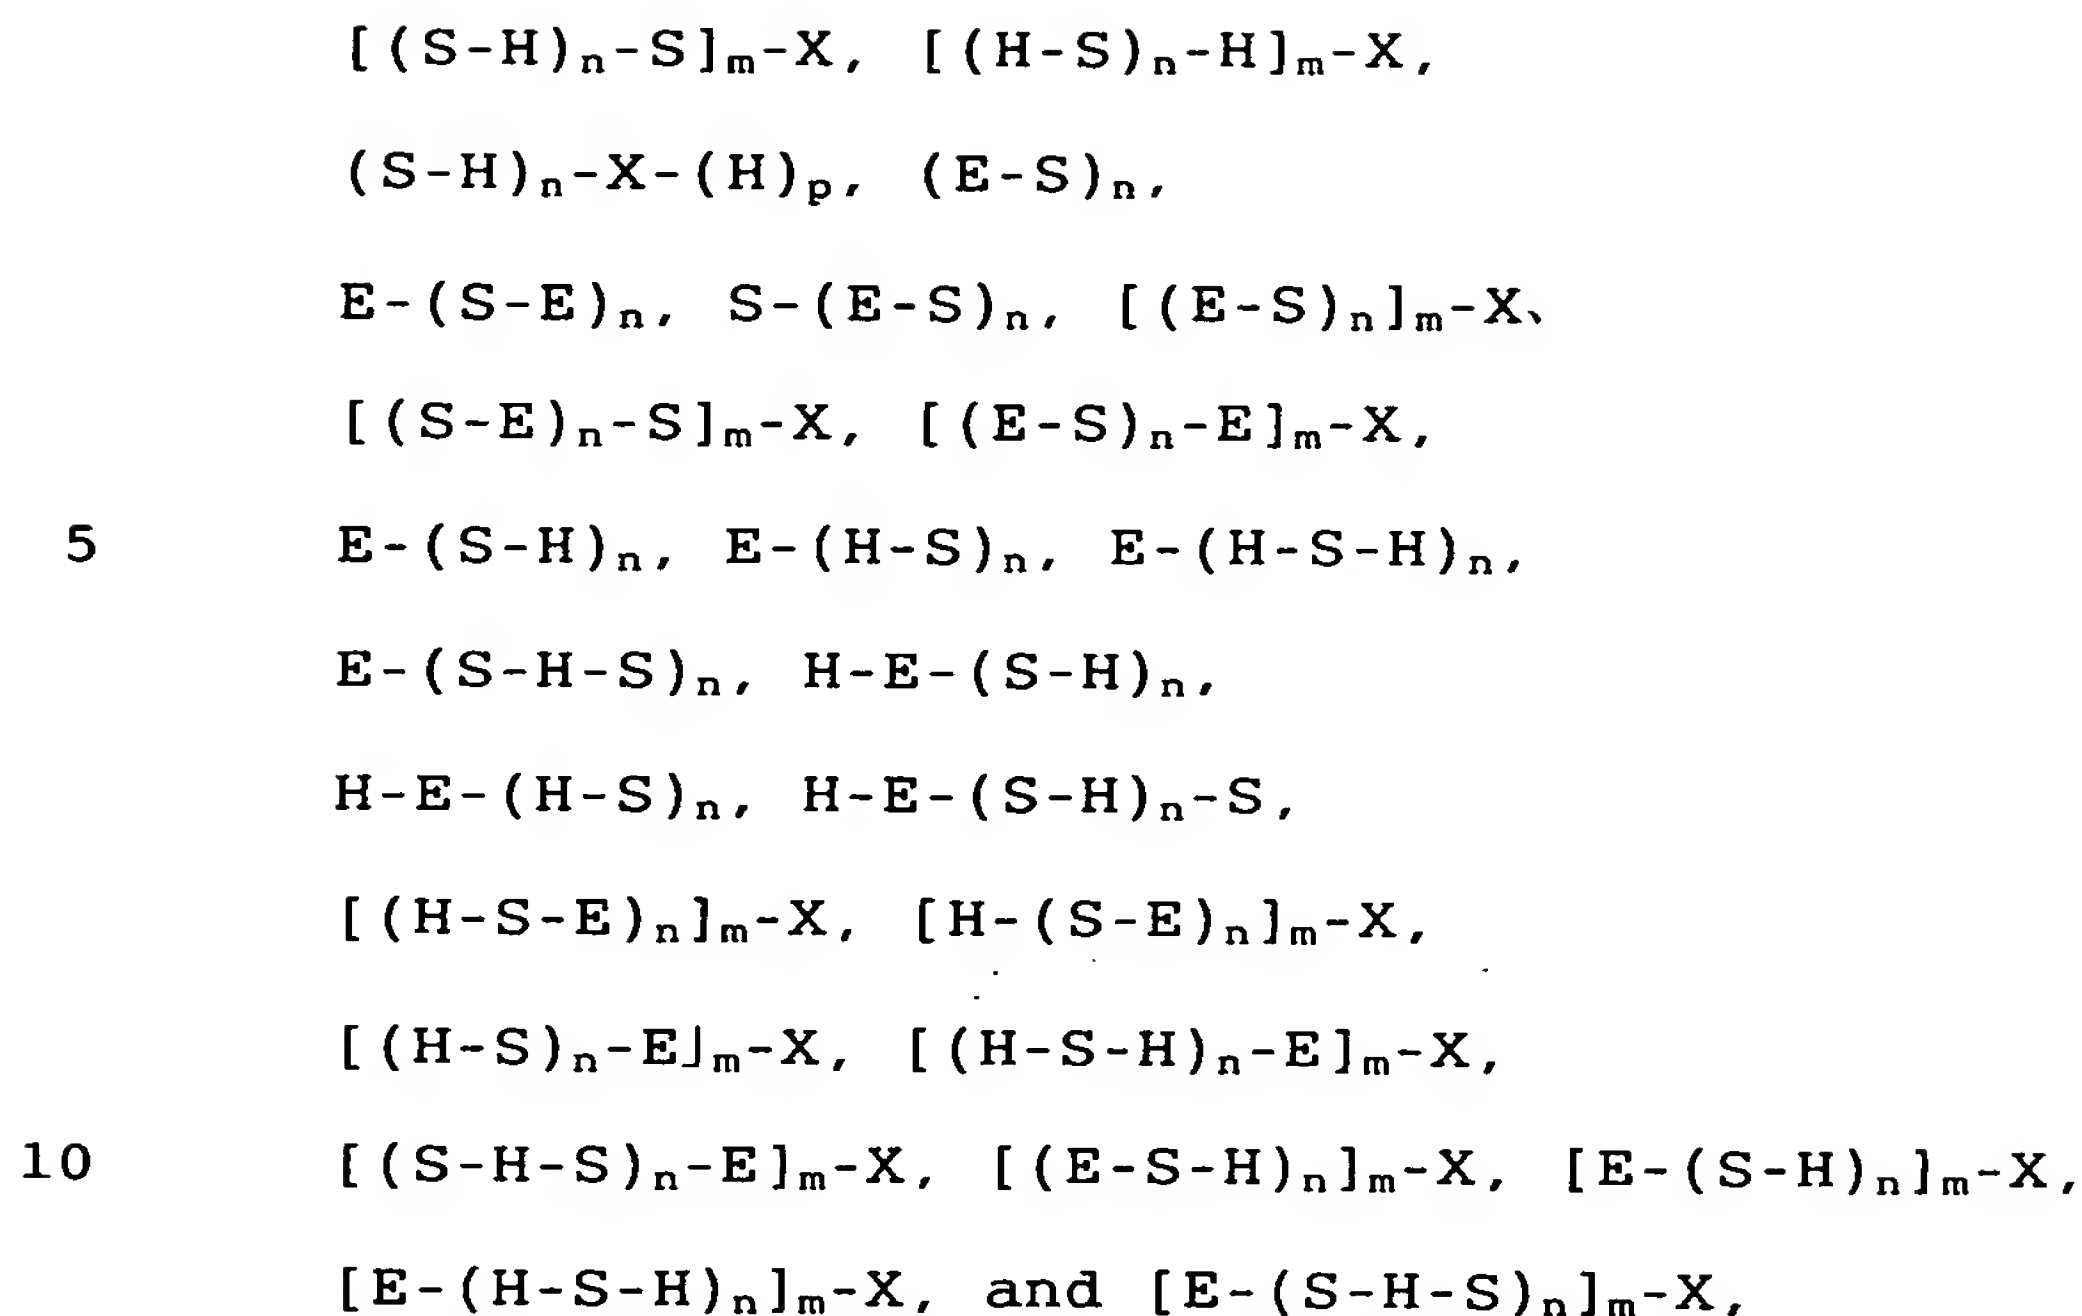 [(S-H)ₙ-S]ₘ-X, [(H-S)ₙ-H]ₘ-X,
(S-H)ₙ-X-(H)ₚ, (E-S)ₙ,
E-(S-E)ₙ, S-(E-S)ₙ, [(E-S)ₙ]ₘ-X、
[(S-E)ₙ-S]ₘ-X, [(E-S)ₙ-E]ₘ-X,
5 E-(S-H)ₙ, E-(H-S)ₙ, E-(H-S-H)ₙ,
E-(S-H-S)ₙ, H-E-(S-H)ₙ,
H-E-(H-S)ₙ, H-E-(S-H)ₙ-S,
[(H-S-E)ₙ]ₘ-X, [H-(S-E)ₙ]ₘ-X,
[(H-S)ₙ-E」ₘ-X, [(H-S-H)ₙ-E]ₘ-X,
10 [(S-H-S)ₙ-E]ₘ-X, [(E-S-H)ₙ]ₘ-X, [E-(S-H)ₙ]ₘ-X,
[E-(H-S-H)ₙ]ₘ-X, and [E-(S-H-S)ₙ]ₘ-X,